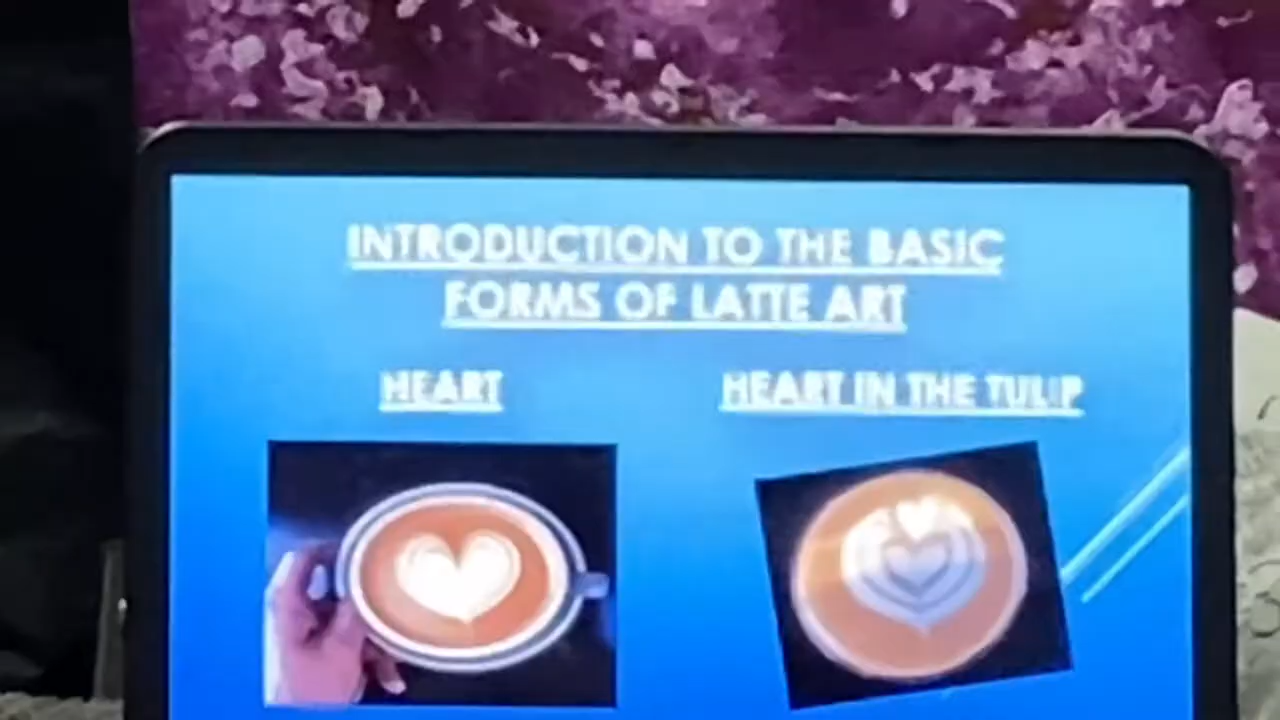 INTRODUCTION TO THE BASIC
FORMS OF LATTE ART
HEART
HEART IN THE TULIP